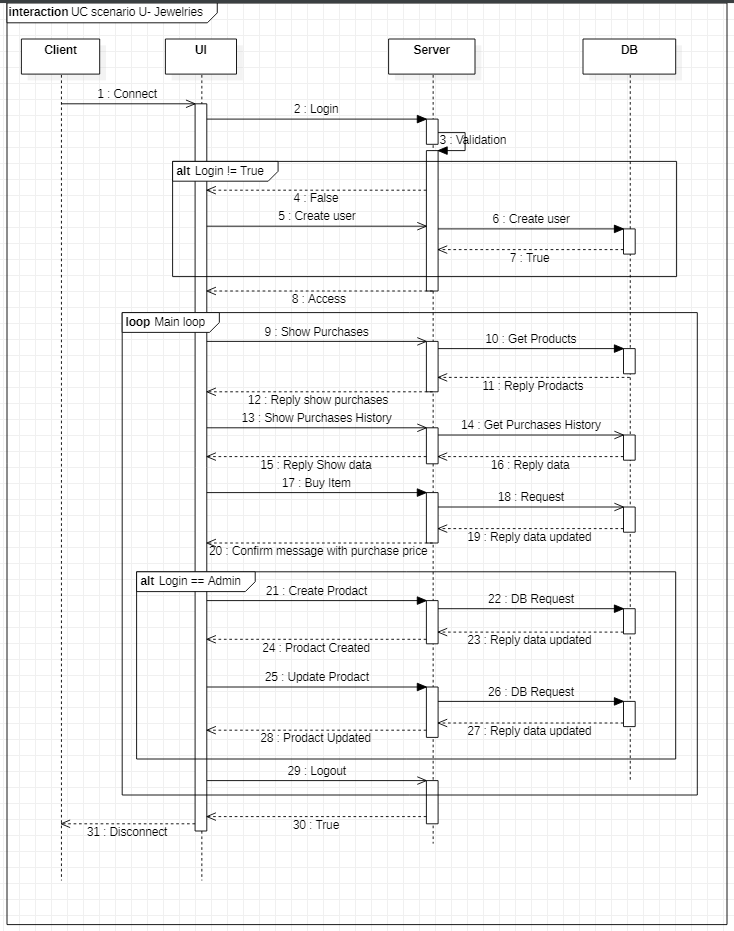 interaction UC scenario U- Jewelries
Client
UI
Server
DB
1 : Connect
2 : Login
3 : Validation
alt Login != True
4 : False
5 : Create user
6 : Create user
7 : True
8 : Access
loop Main loop
9 : Show Purchases
10 : Get Products
11 : Reply Products
12 : Reply show purchases
13 : Show Purchases History
14 : Get Purchases History
15 : Reply Show data
16 : Reply data
17 : Buy Item
18 : Request
19 : Reply data updated
20 : Confirm message with purchase price
alt Login == Admin
21 : Create Prodact
22 : DB Request
23 : Reply data updated
24 : Prodact Created
25 : Update Prodact
26 : DB Request
27 : Reply data updated
28 : Prodact Updated
29 : Logout
30 : True
31 : Disconnect